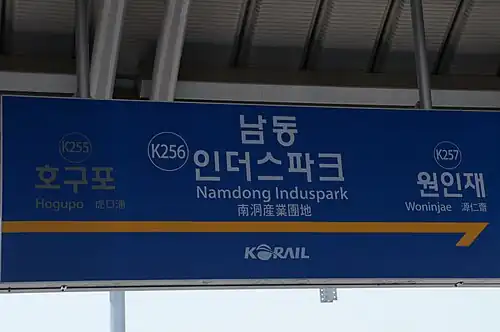 K255
호구포
Hogupo 虎口浦
K256
남동
인더스파크
Namdong Induspark
南洞産業團地
KORAIL
K257
원인재
Woninjae 源仁齋